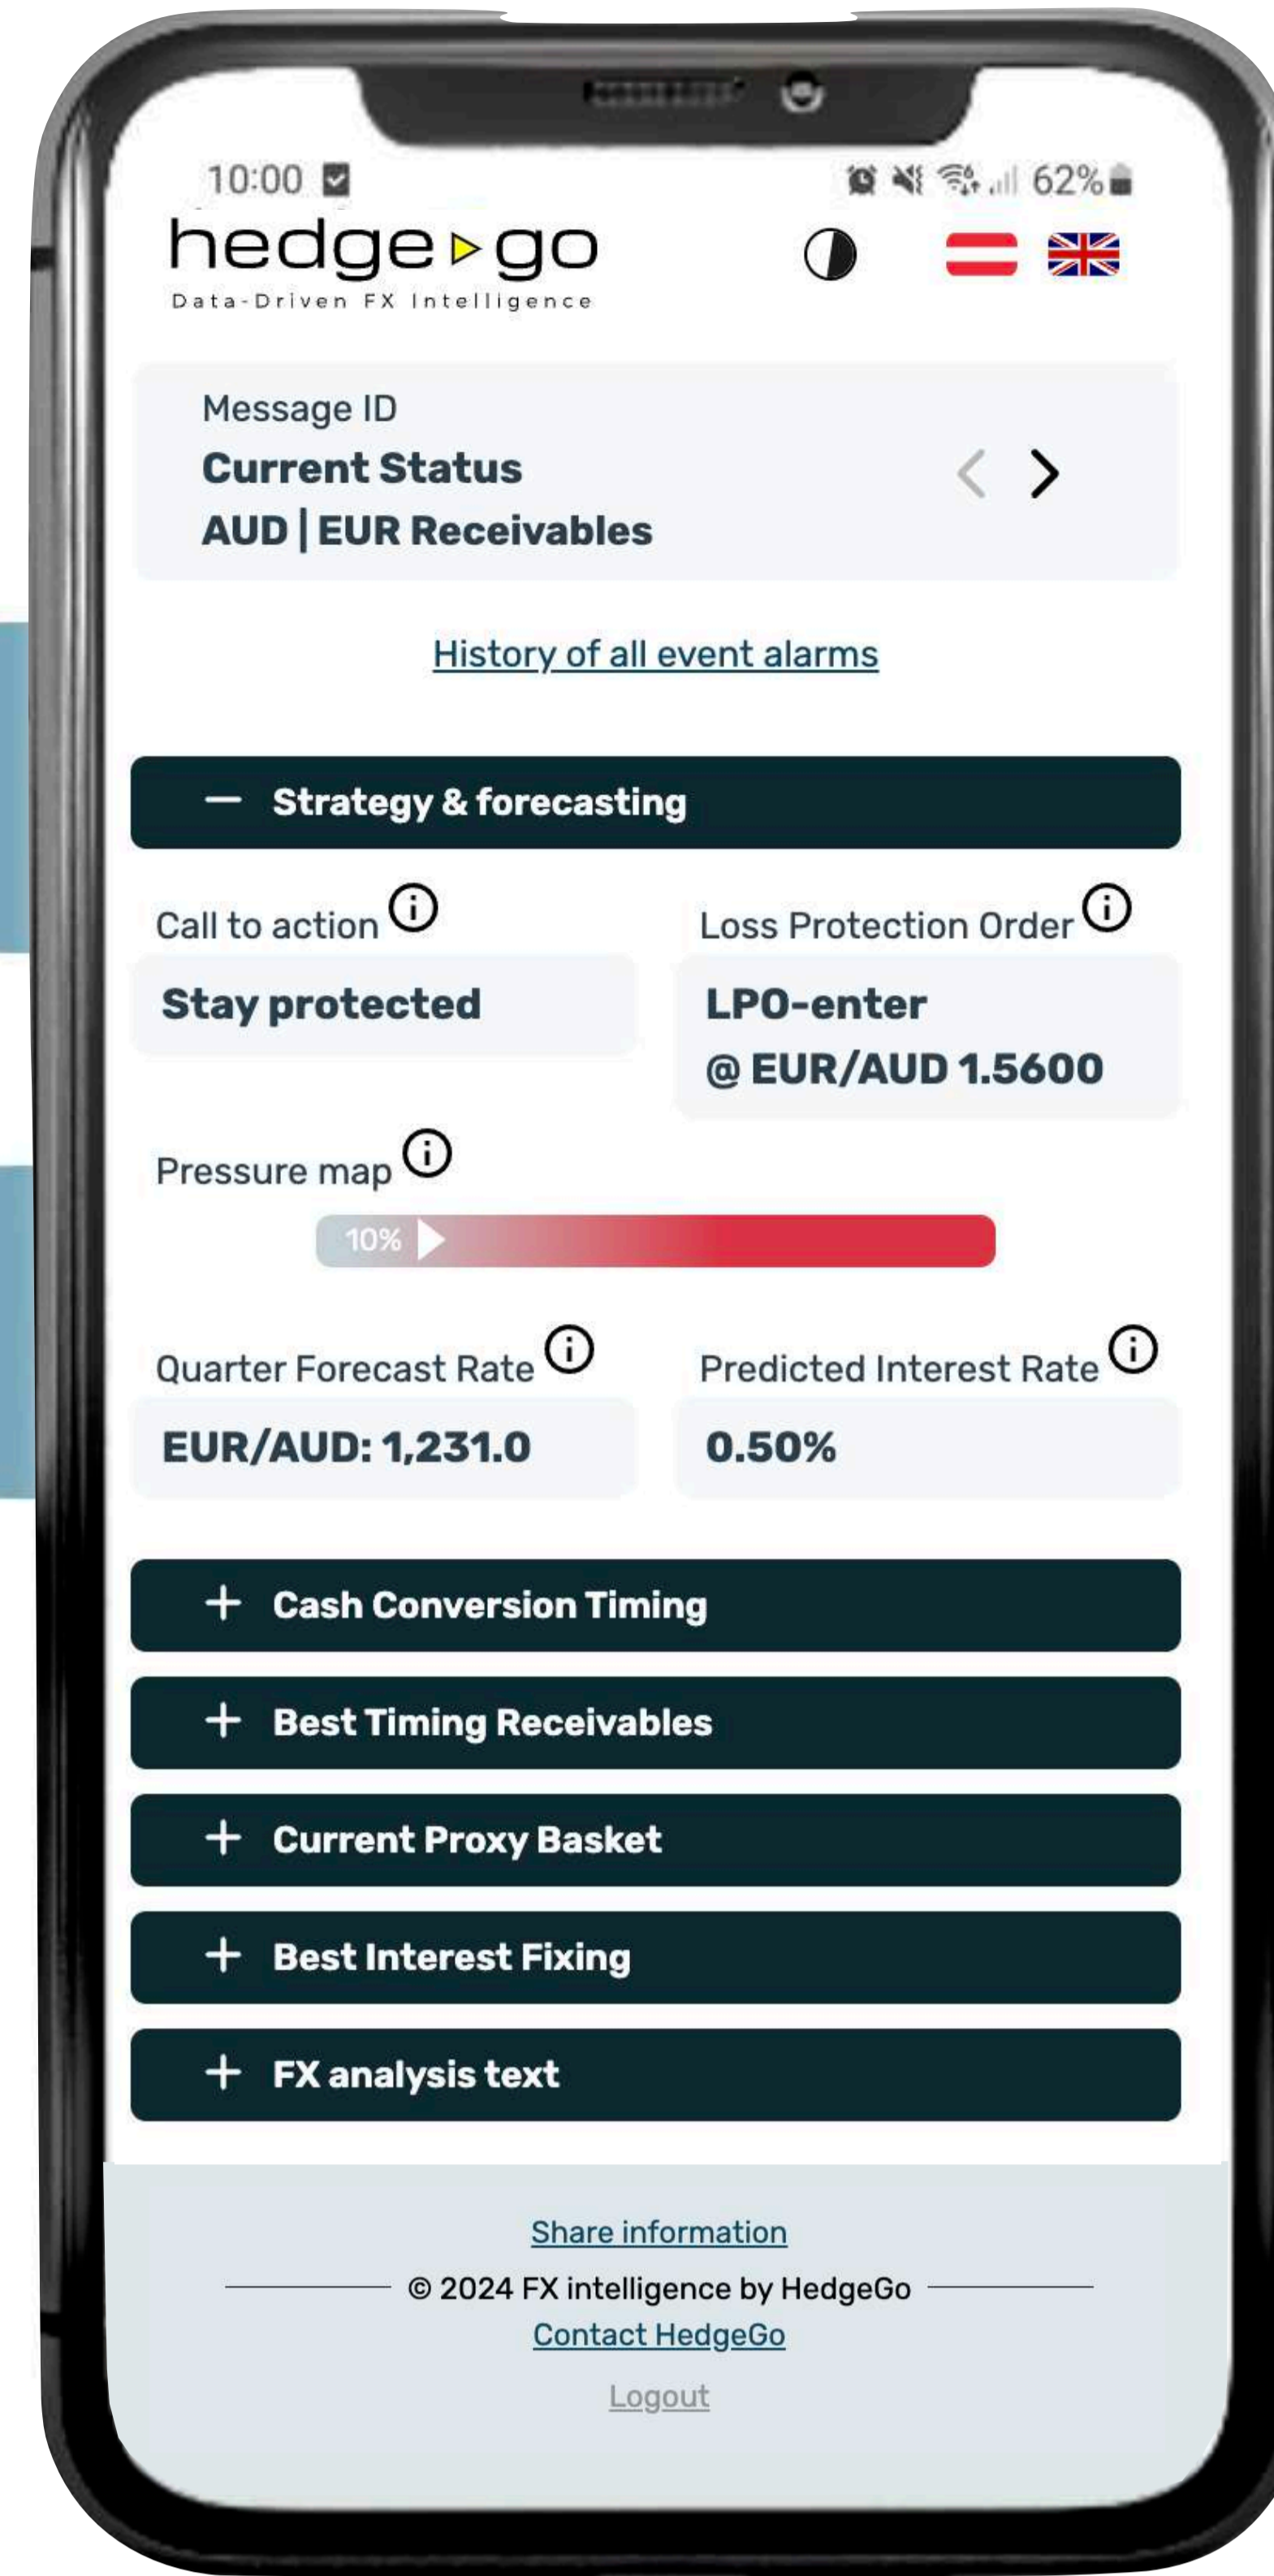 10:00
62%
hedge go
Data-Driven FX Intelligence
Message ID
Current Status
AUD | EUR Receivables
History of all event alarms
— Strategy & forecasting
Call to action
Loss Protection Order
Stay protected
LPO-enter
@ EUR/AUD 1.5600
Pressure map
10%
Quarter Forecast Rate
Predicted Interest Rate
EUR/AUD: 1,231.0
0.50%
+ Cash Conversion Timing
+ Best Timing Receivables
+ Current Proxy Basket
+ Best Interest Fixing
+ FX analysis text
Share information
© 2024 FX intelligence by HedgeGo
Contact HedgeGo
Logout